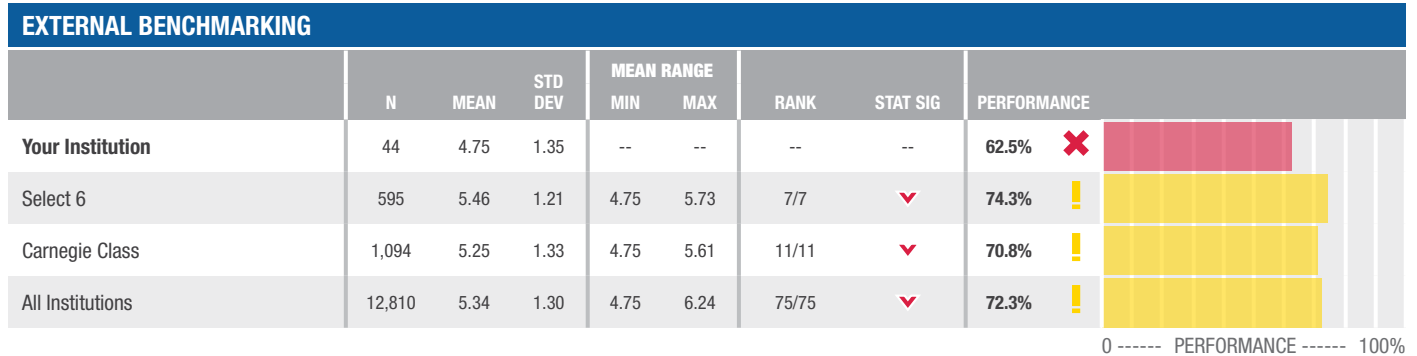 EXTERNAL BENCHMARKING
MEAN RANGE
N MEAN STD DEV MIN MAX RANK STAT SIG PERFORMANCE
Your Institution 44 4.75 1.35 -- -- -- -- 62.5%
Select 6 595 5.46 1.21 4.75 5.73 7/7 74.3%
Carnegie Class 1,094 5.25 1.33 4.75 5.61 11/11 70.8%
All Institutions 12,810 5.34 1.30 4.75 6.24 75/75 72.3%
0 ------ PERFORMANCE ------ 100%